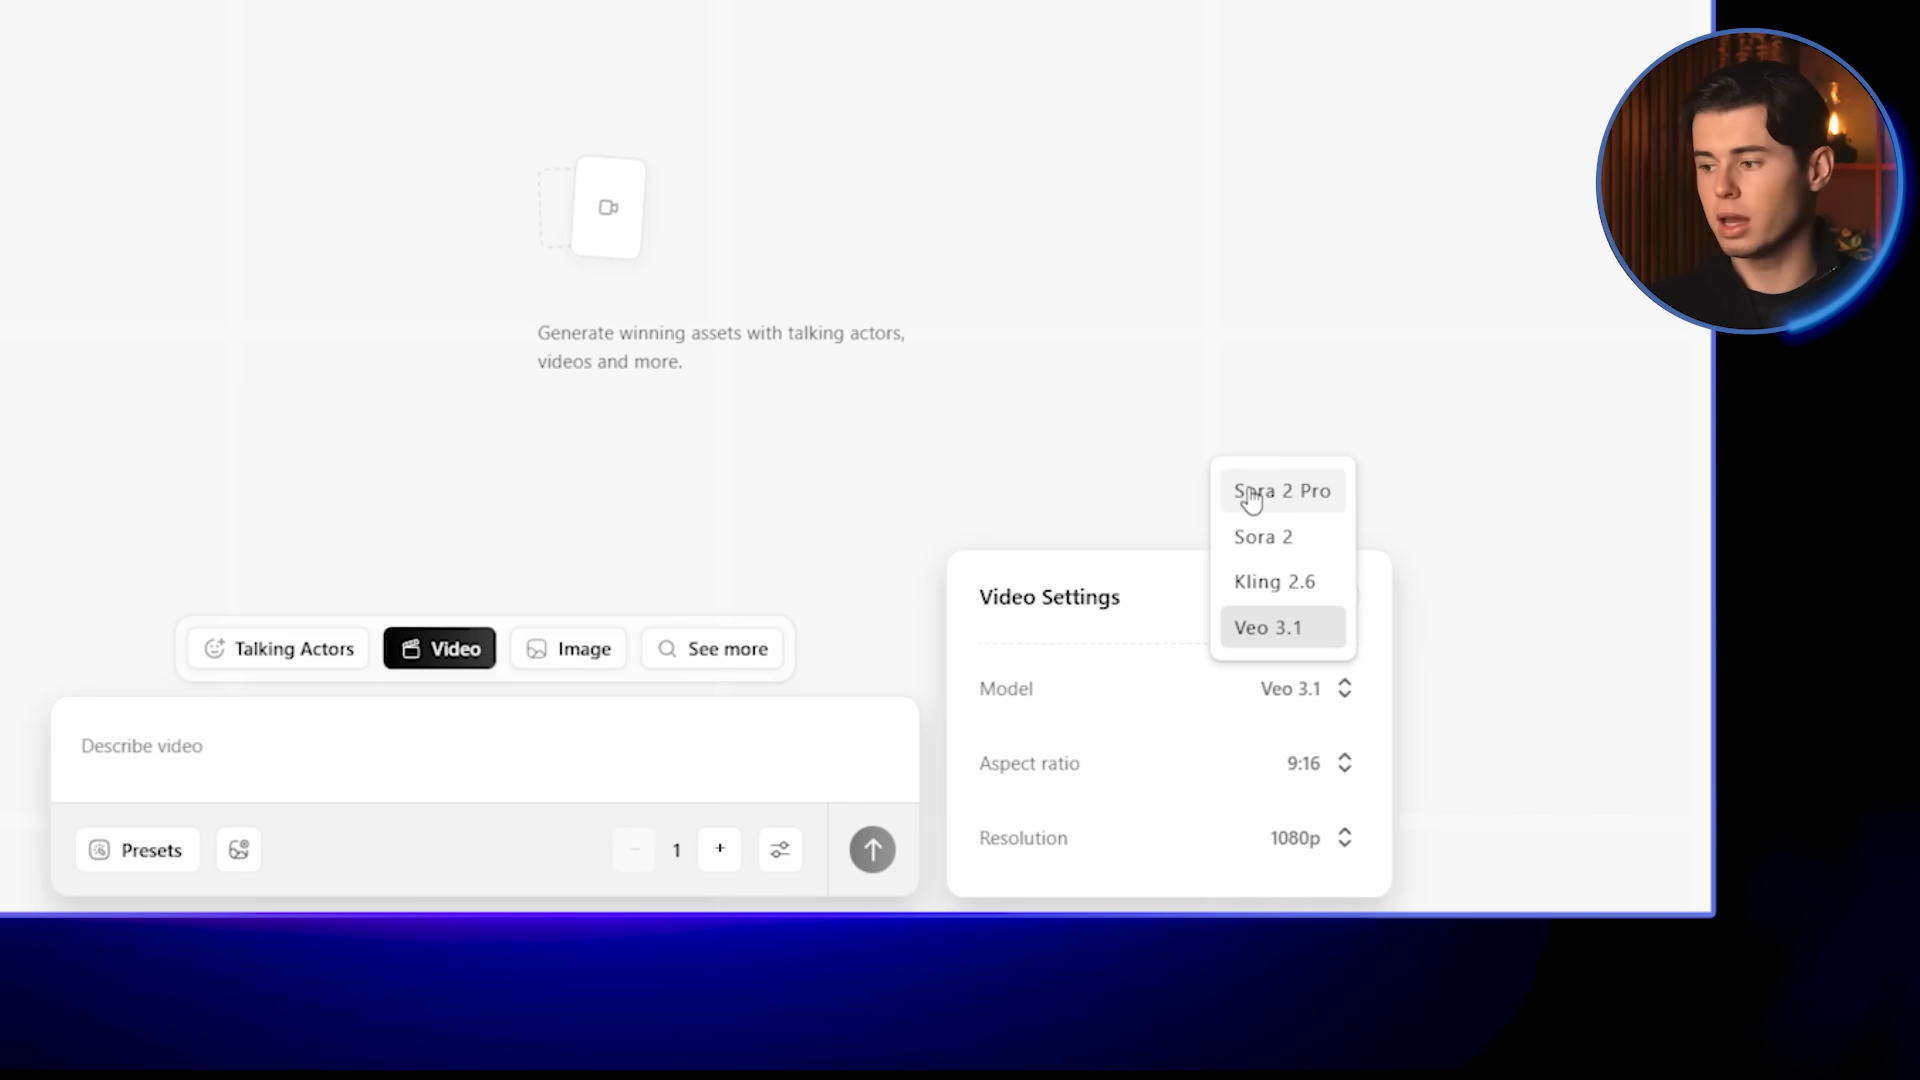 Generate winning assets with talking actors,
videos and more.
Sora 2 Pro
Sora 2
Kling 2.6
Veo 3.1
Video Settings
Talking Actors
Video
Image
See more
Model
Veo 3.1
Describe video
Aspect ratio
9:16
Presets
1
Resolution
1080p